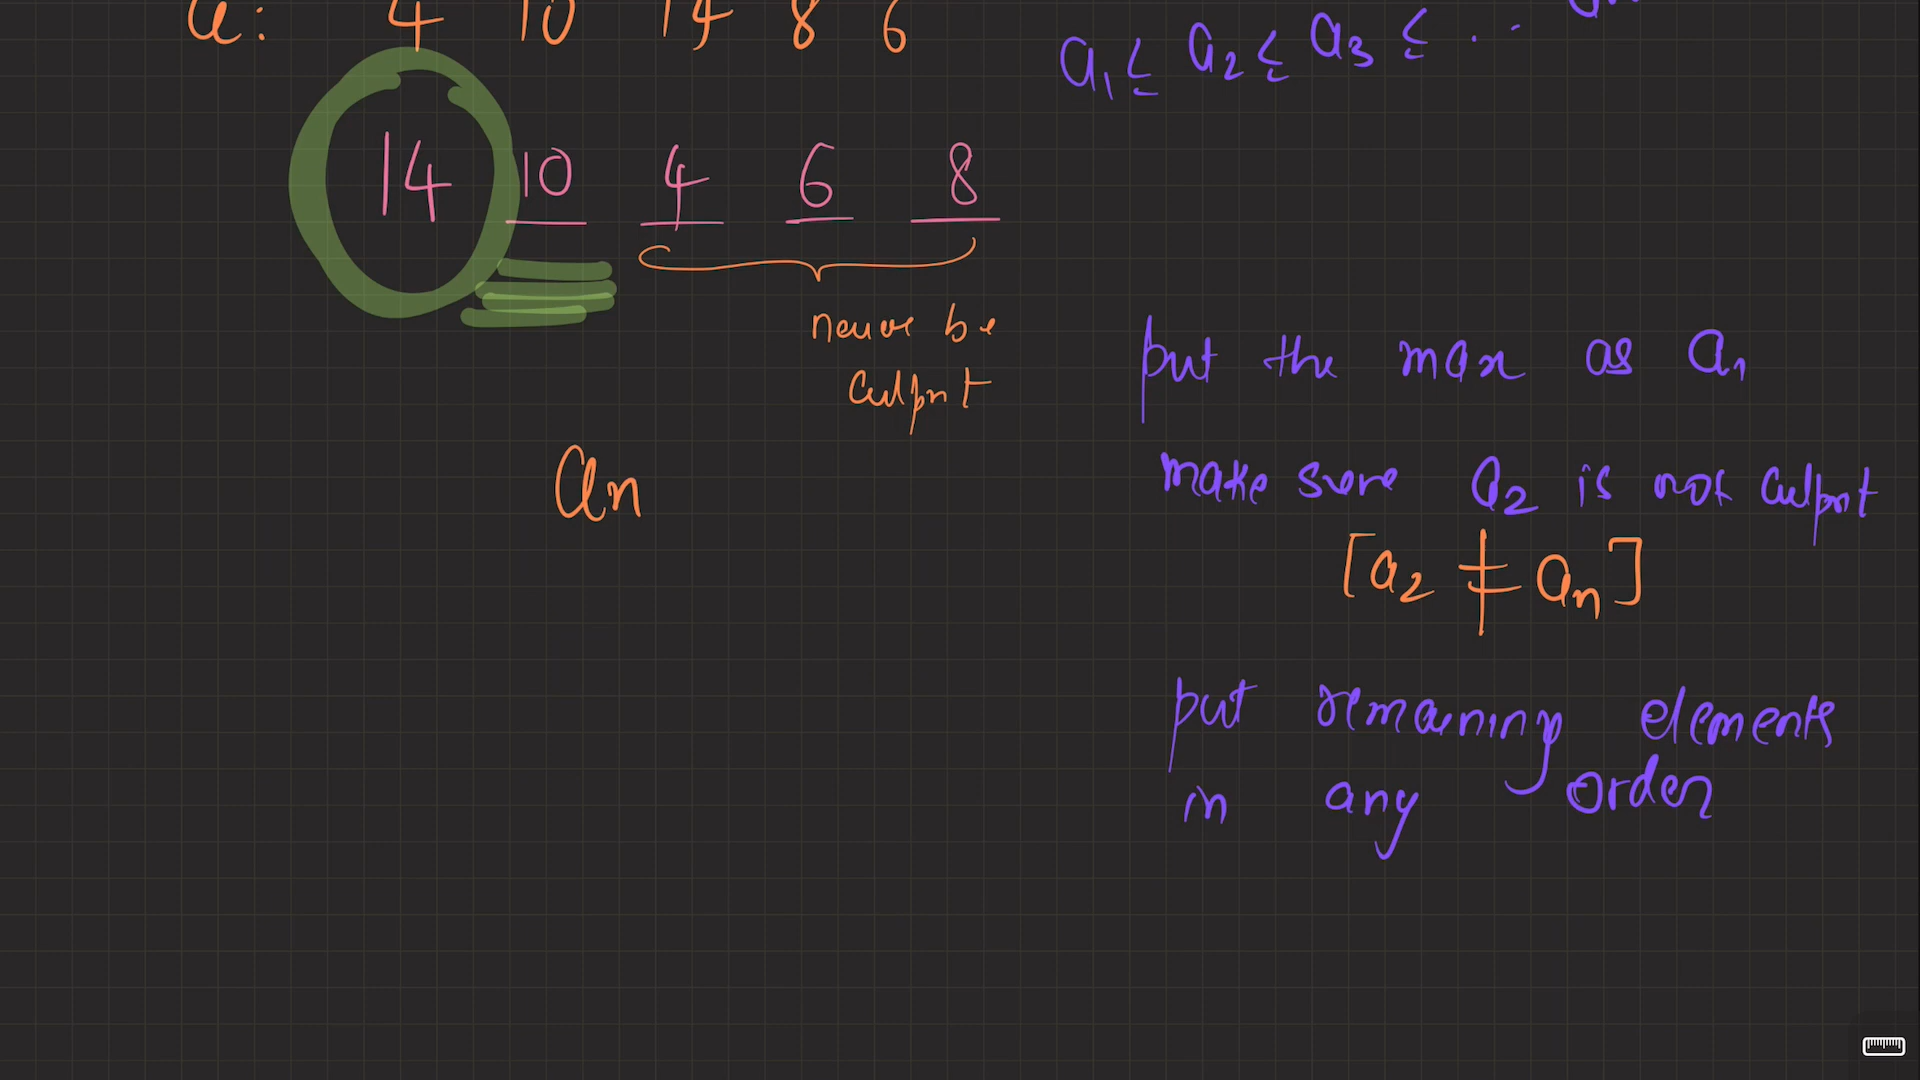 a: 4 10 14 8 6
a₁ ≤ a₂ ≤ a₃ ≤ ..
14 10 4 6 8
never be
culprit
an
put the max as a₁
make sure a₂ is not culprit
[a₂ ≠ an]
put remaining elements
in any order